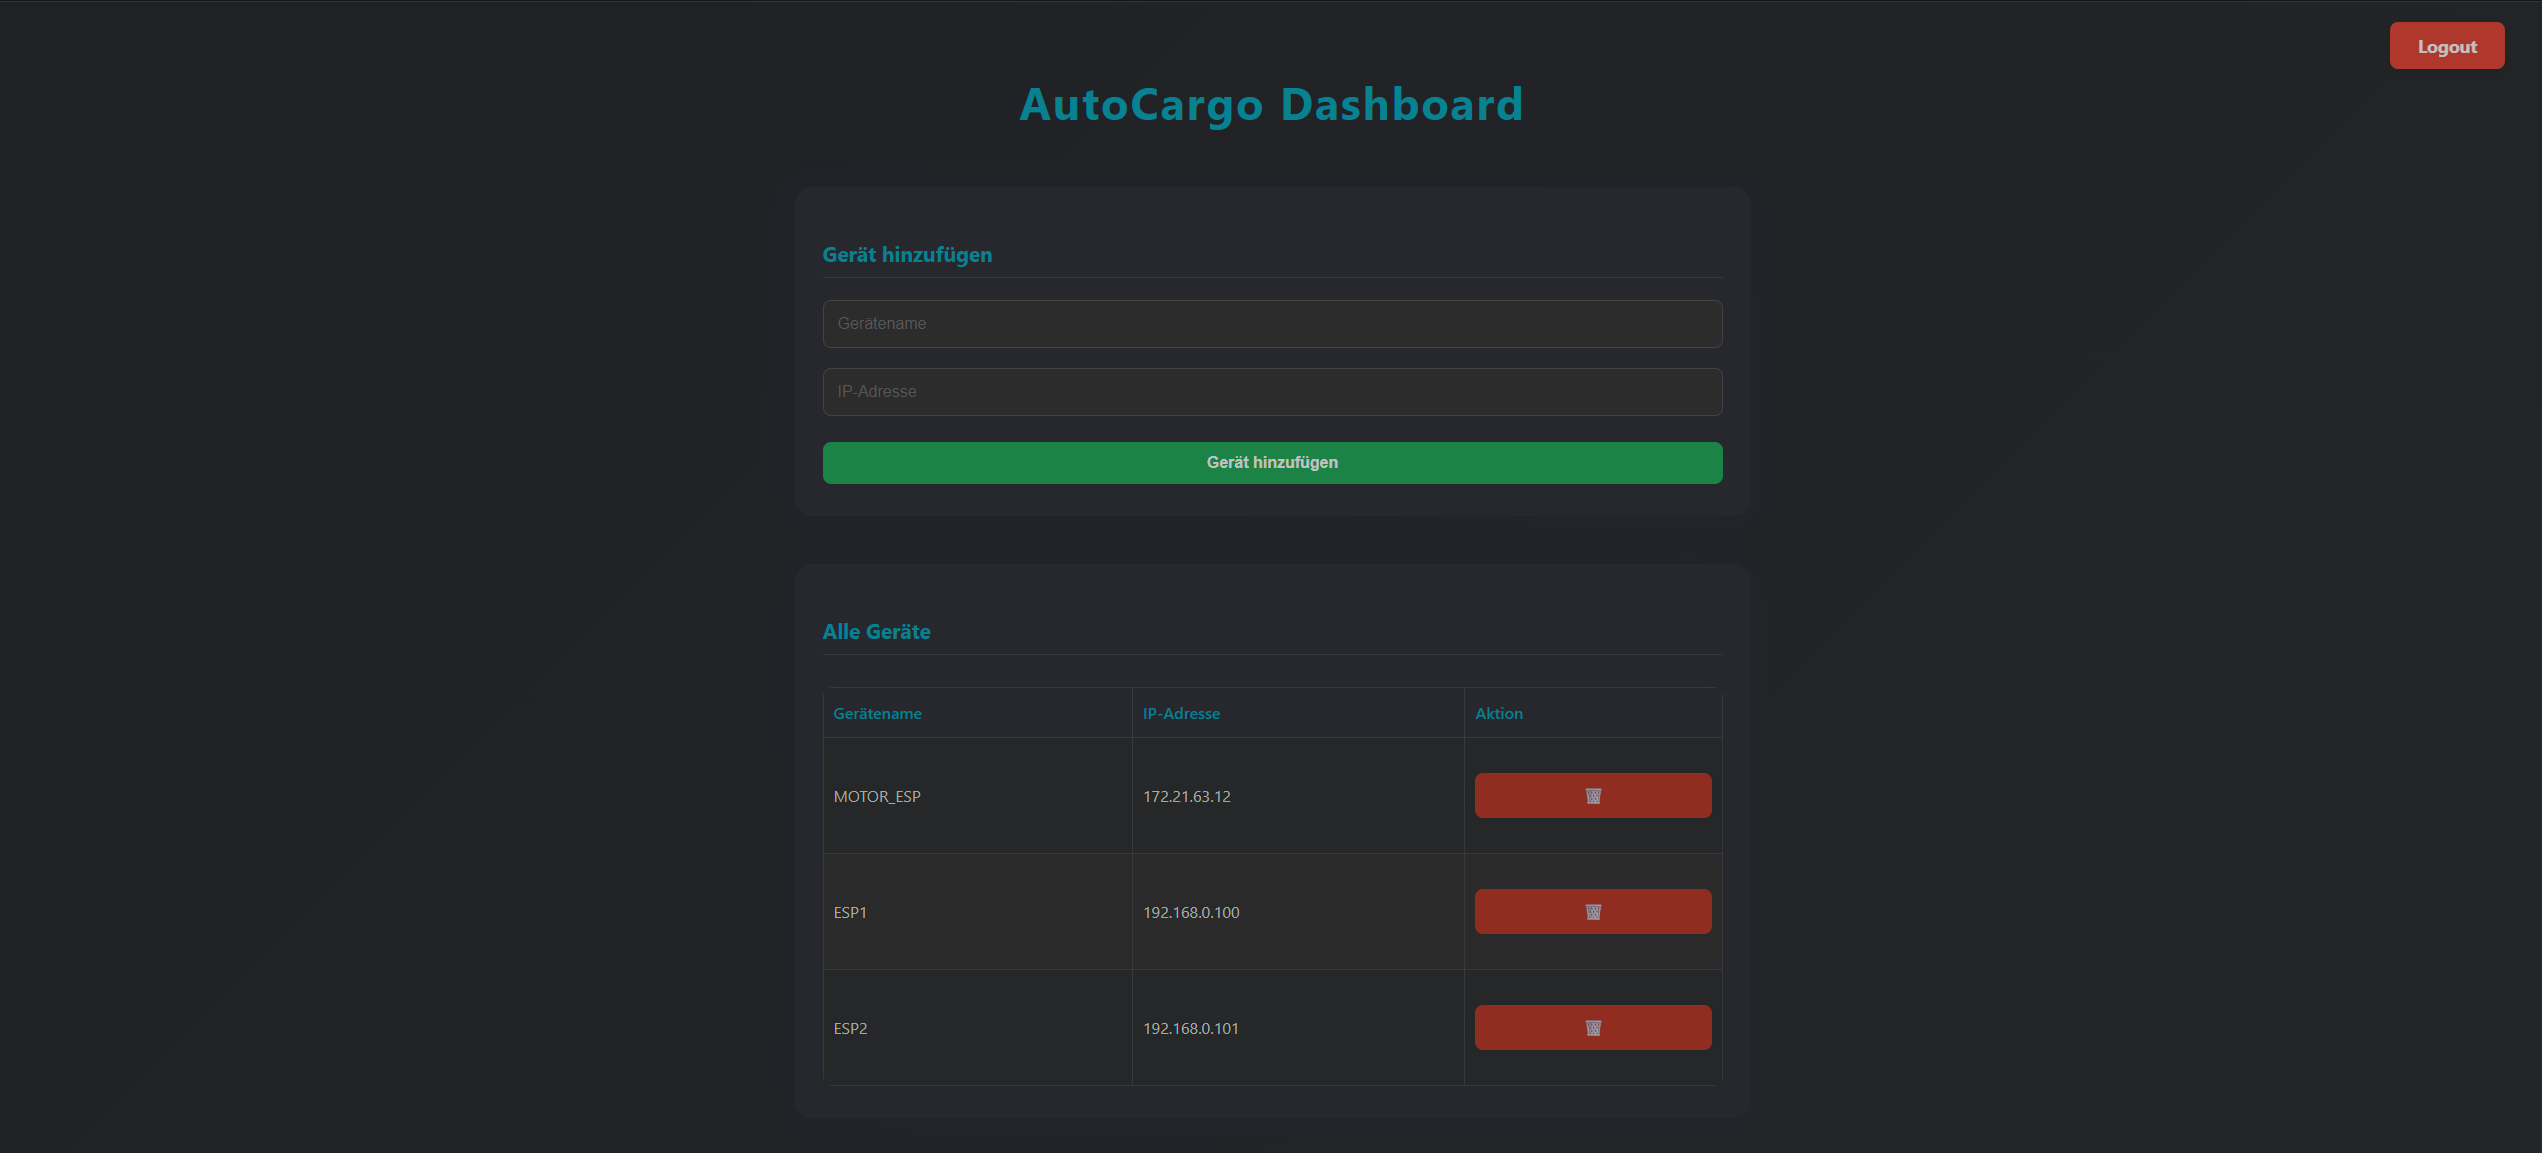 Logout
AutoCargo Dashboard
Gerät hinzufügen
Gerätename
IP-Adresse
Gerät hinzufügen
Alle Geräte
Gerätename IP-Adresse Aktion
MOTOR_ESP 172.21.63.12
ESP1 192.168.0.100
ESP2 192.168.0.101